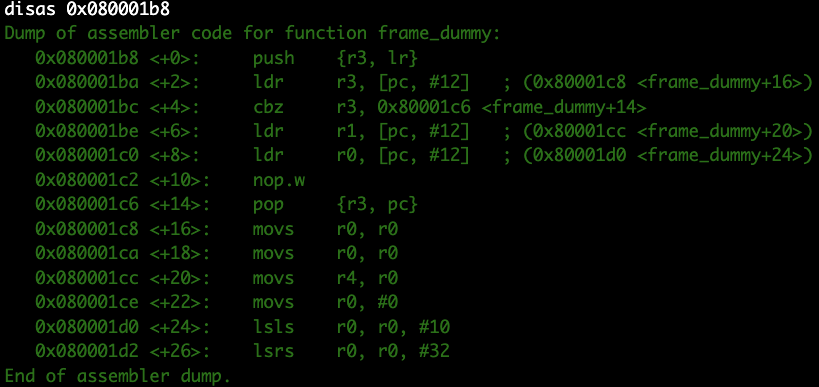 disas 0x080001b8
Dump of assembler code for function frame_dummy:
   0x080001b8 <+0>:     push    {r3, lr}
   0x080001ba <+2>:     ldr     r3, [pc, #12]   ; (0x80001c8 <frame_dummy+16>)
   0x080001bc <+4>:     cbz     r3, 0x80001c6 <frame_dummy+14>
   0x080001be <+6>:     ldr     r1, [pc, #12]   ; (0x80001cc <frame_dummy+20>)
   0x080001c0 <+8>:     ldr     r0, [pc, #12]   ; (0x80001d0 <frame_dummy+24>)
   0x080001c2 <+10>:    nop.w
   0x080001c6 <+14>:    pop     {r3, pc}
   0x080001c8 <+16>:    movs    r0, r0
   0x080001ca <+18>:    movs    r0, r0
   0x080001cc <+20>:    movs    r4, r0
   0x080001ce <+22>:    movs    r0, #0
   0x080001d0 <+24>:    lsls    r0, r0, #10
   0x080001d2 <+26>:    lsrs    r0, r0, #32
End of assembler dump.